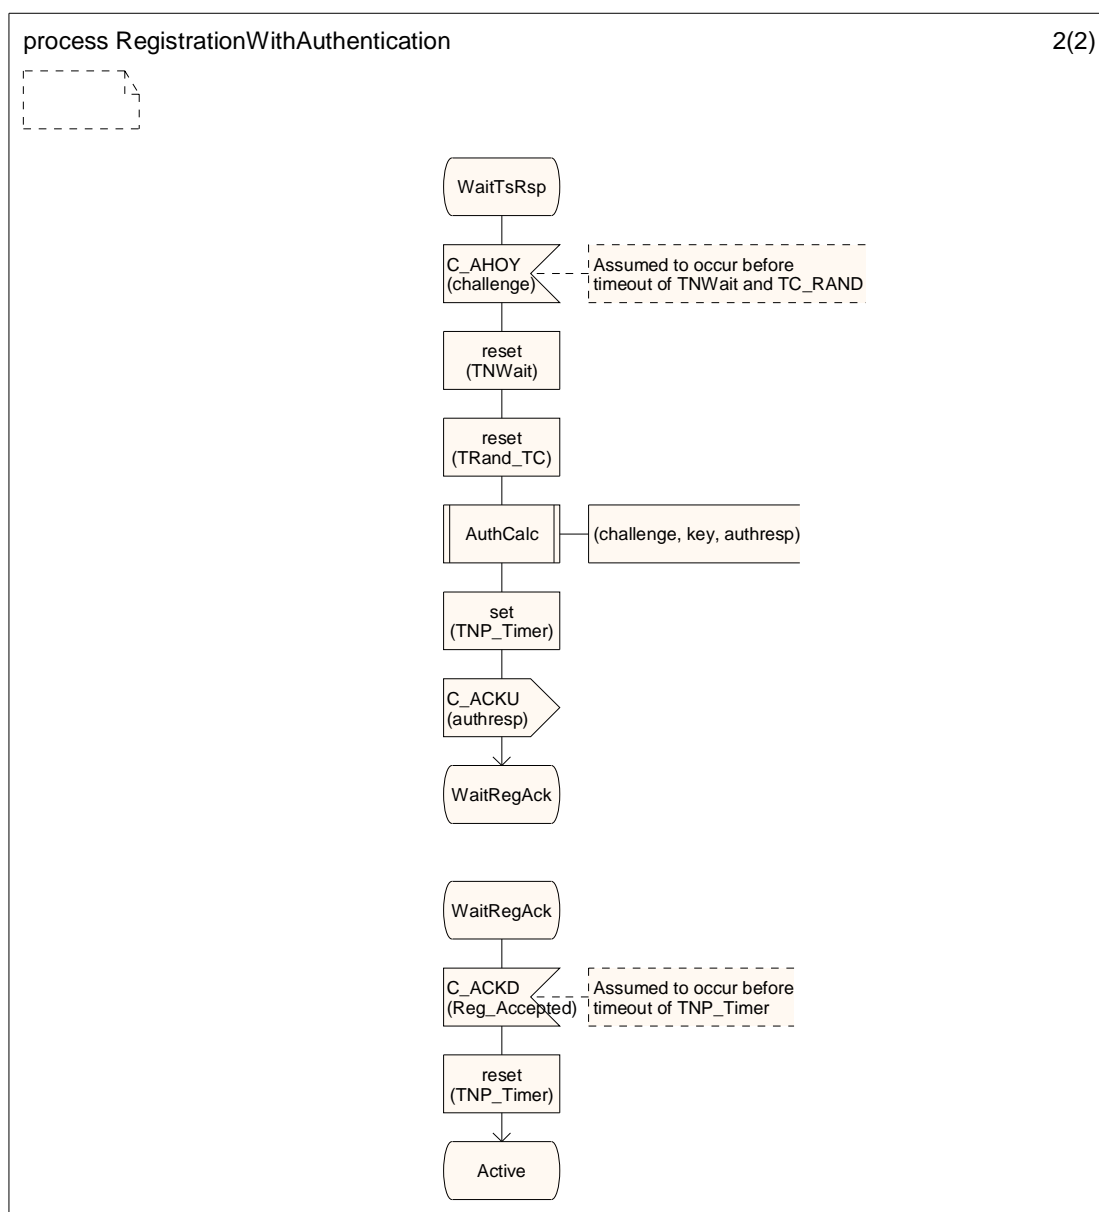 process RegistrationWithAuthentication
2(2)
WaitTsRsp
C_AHOY
(challenge)
Assumed to occur before
timeout of TNWait and TC_RAND
reset
(TNWait)
reset
(TRand_TC)
AuthCalc
(challenge, key, authresp)
set
(TNP_Timer)
C_ACKU
(authresp)
WaitRegAck
WaitRegAck
C_ACKD
(Reg_Accepted)
Assumed to occur before
timeout of TNP_Timer
reset
(TNP_Timer)
Active